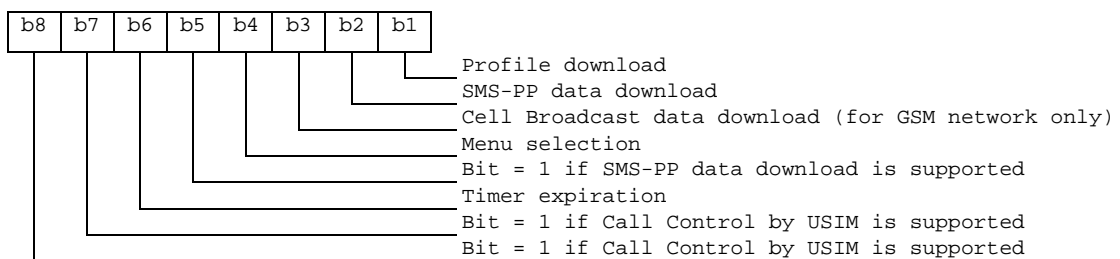 b8 b7 b6 b5 b4 b3 b2 b1
Profile download
SMS-PP data download
Cell Broadcast data download (for GSM network only)
Menu selection
Bit = 1 if SMS-PP data download is supported
Timer expiration
Bit = 1 if Call Control by USIM is supported
Bit = 1 if Call Control by USIM is supported